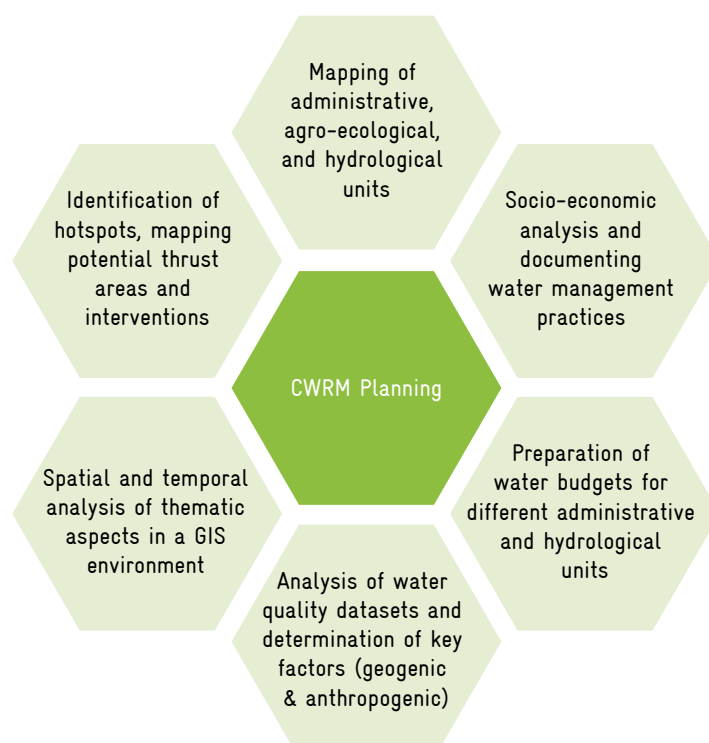 Mapping of
administrative,
agro-ecological,
and hydrological
units
Socio-economic
analysis and
documenting
water management
practices
Preparation of
water budgets for
different administrative
and hydrological
units
Analysis of water
quality datasets and
determination of key
factors (geogenic
& anthropogenic)
Spatial and temporal
analysis of thematic
aspects in a GIS
environment
Identification of
hotspots, mapping
potential thrust
areas and
interventions
CWRM Planning